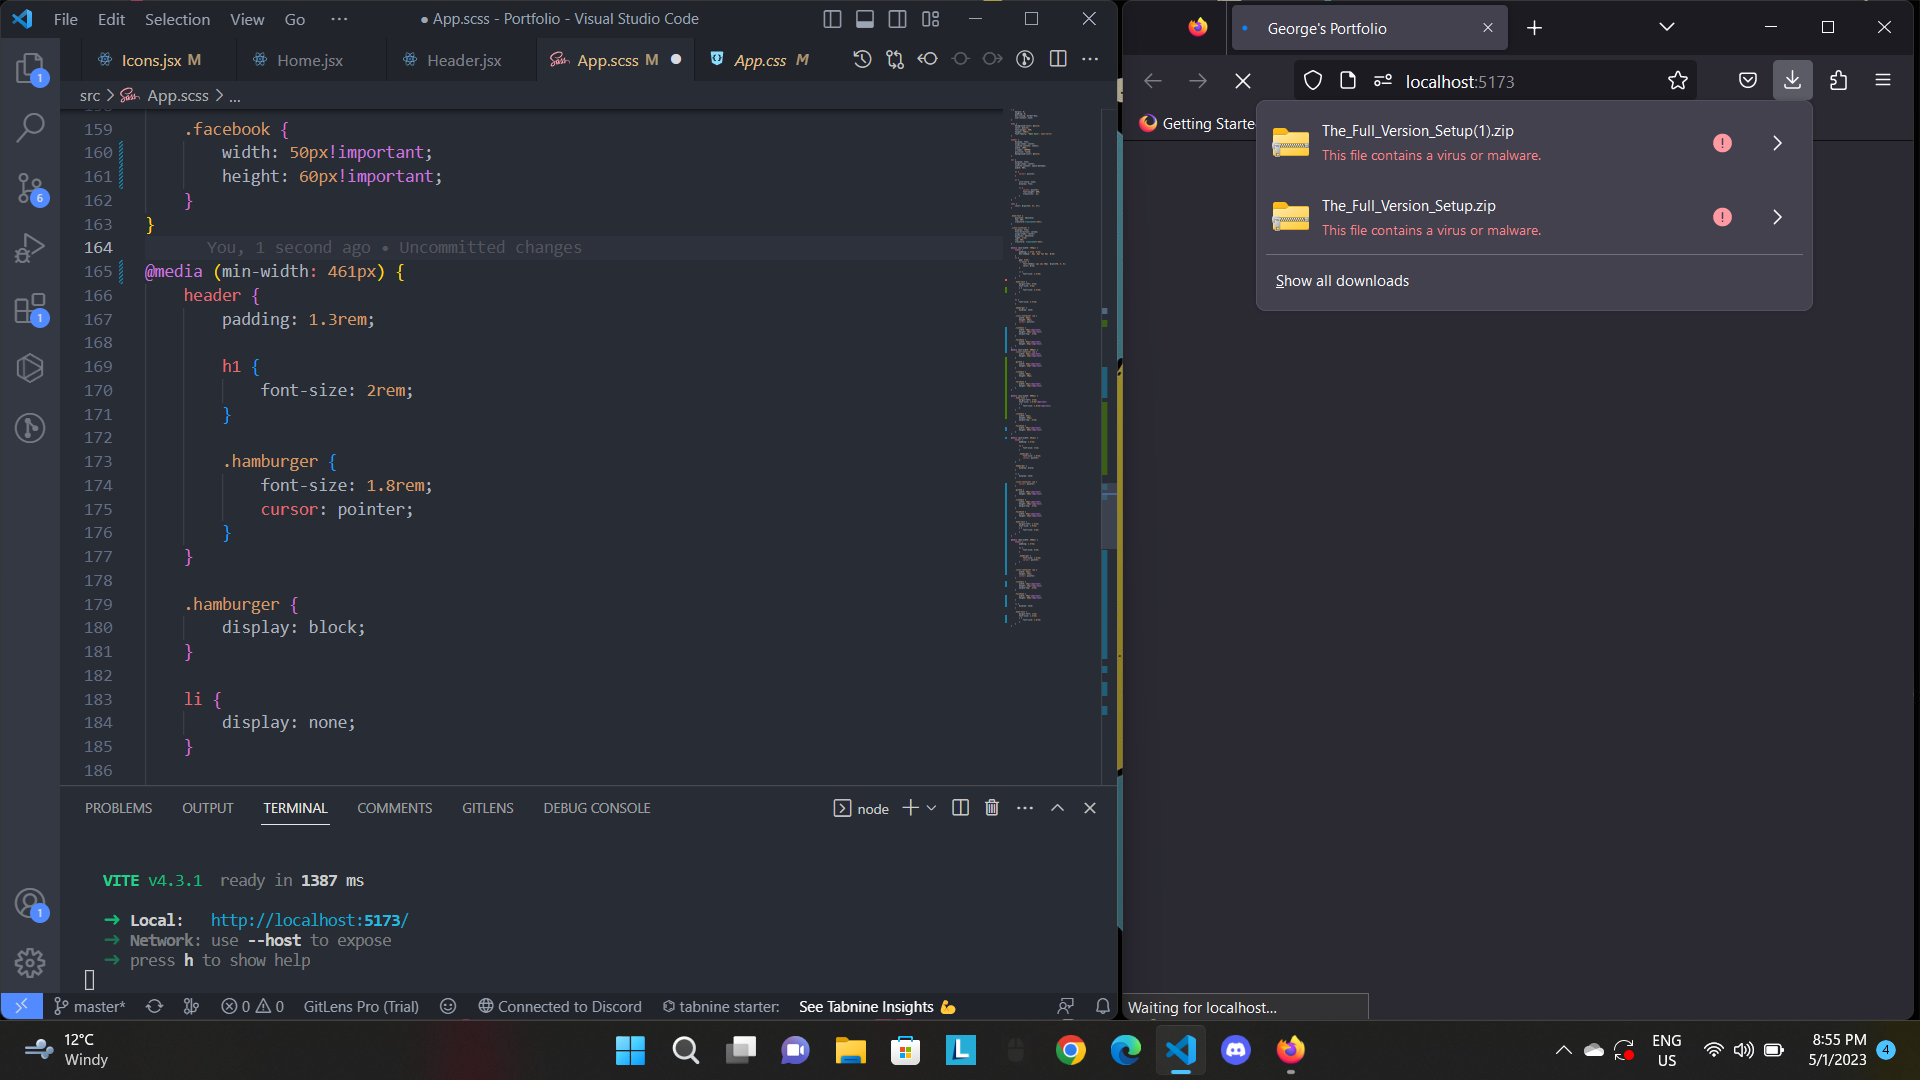 File Edit Selection View Go ··· ● App.scss - Portfolio - Visual Studio Code
Icons.jsx M Home.jsx Header.jsx App.scss M ● App.css M
src > App.scss > ...
159 .facebook {
160 width: 50px!important;
161 height: 60px!important;
162 }
163 }
164 You, 1 second ago • Uncommitted changes
165 @media (min-width: 461px) {
166 header {
167 padding: 1.3rem;
168
169 h1 {
170 font-size: 2rem;
171 }
172
173 .hamburger {
174 font-size: 1.8rem;
175 cursor: pointer;
176 }
177 }
178
179 .hamburger {
180 display: block;
181 }
182
183 li {
184 display: none;
185 }
186
1
6
1
1
PROBLEMS OUTPUT TERMINAL COMMENTS GITLENS DEBUG CONSOLE node
VITE v4.3.1 ready in 1387 ms
➜ Local: http://localhost:5173/
➜ Network: use --host to expose
➜ press h to show help
master* 0 0 GitLens Pro (Trial) Connected to Discord tabnine starter: See Tabnine Insights 💪
George's Portfolio
localhost:5173
Getting Starte
The_Full_Version_Setup(1).zip
This file contains a virus or malware.
The_Full_Version_Setup.zip
This file contains a virus or malware.
Show all downloads
Waiting for localhost...
12°C
Windy
ENG
US
8:55 PM
5/1/2023
4